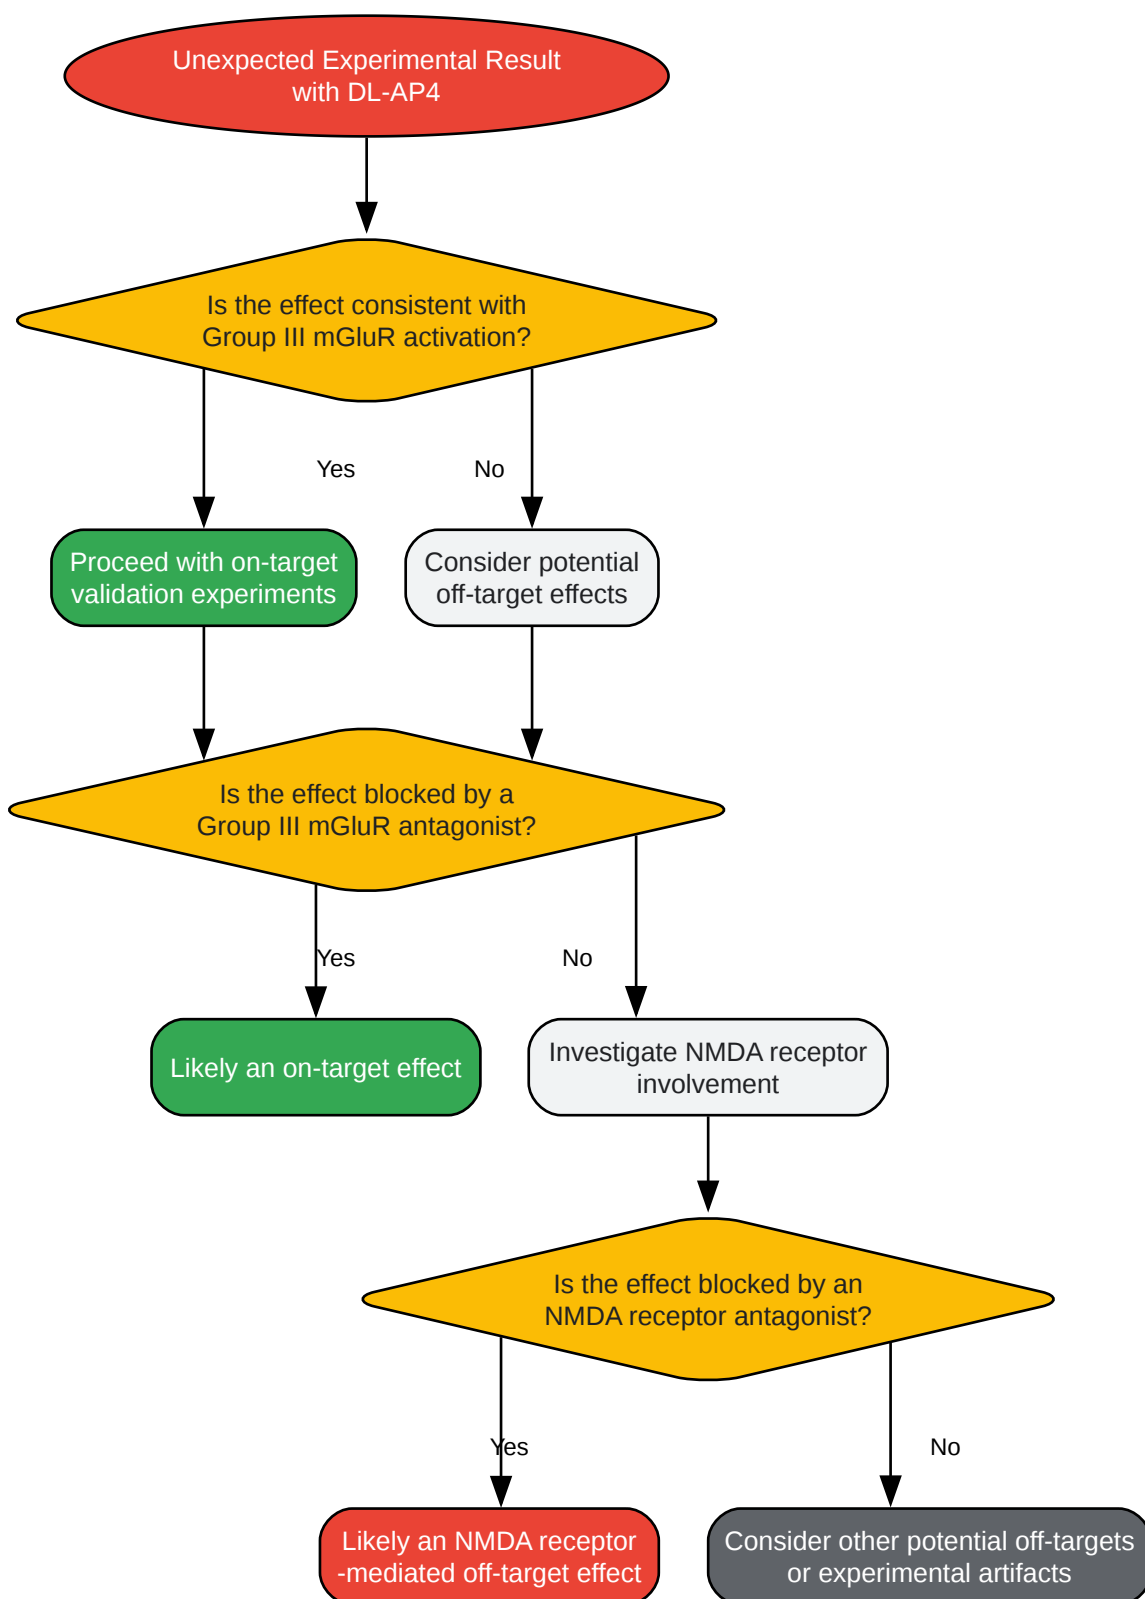 Unexpected Experimental Result
with DL-AP4
Is the effect consistent with
Group III mGluR activation?
Yes
No
Proceed with on-target
validation experiments
Consider potential
off-target effects
Is the effect blocked by a
Group III mGluR antagonist?
Yes
No
Likely an on-target effect
Investigate NMDA receptor
involvement
Is the effect blocked by an
NMDA receptor antagonist?
Yes
No
Likely an NMDA receptor
-mediated off-target effect
Consider other potential off-targets
or experimental artifacts